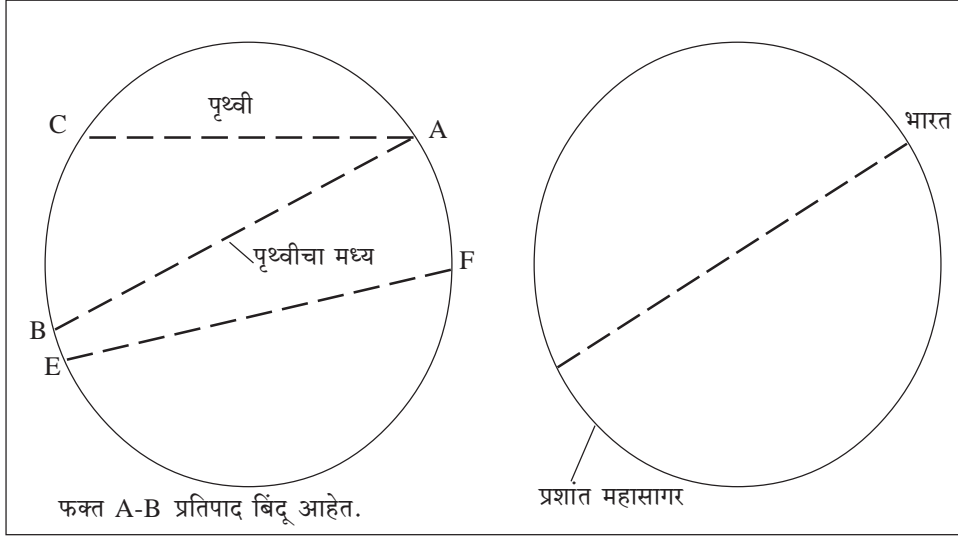 पृथ्वी
C
A
भारत
पृथ्वीचा मध्य
F
B
E
प्रशांत महासागर
फक्त A-B प्रतिपाद बिंदू आहेत.